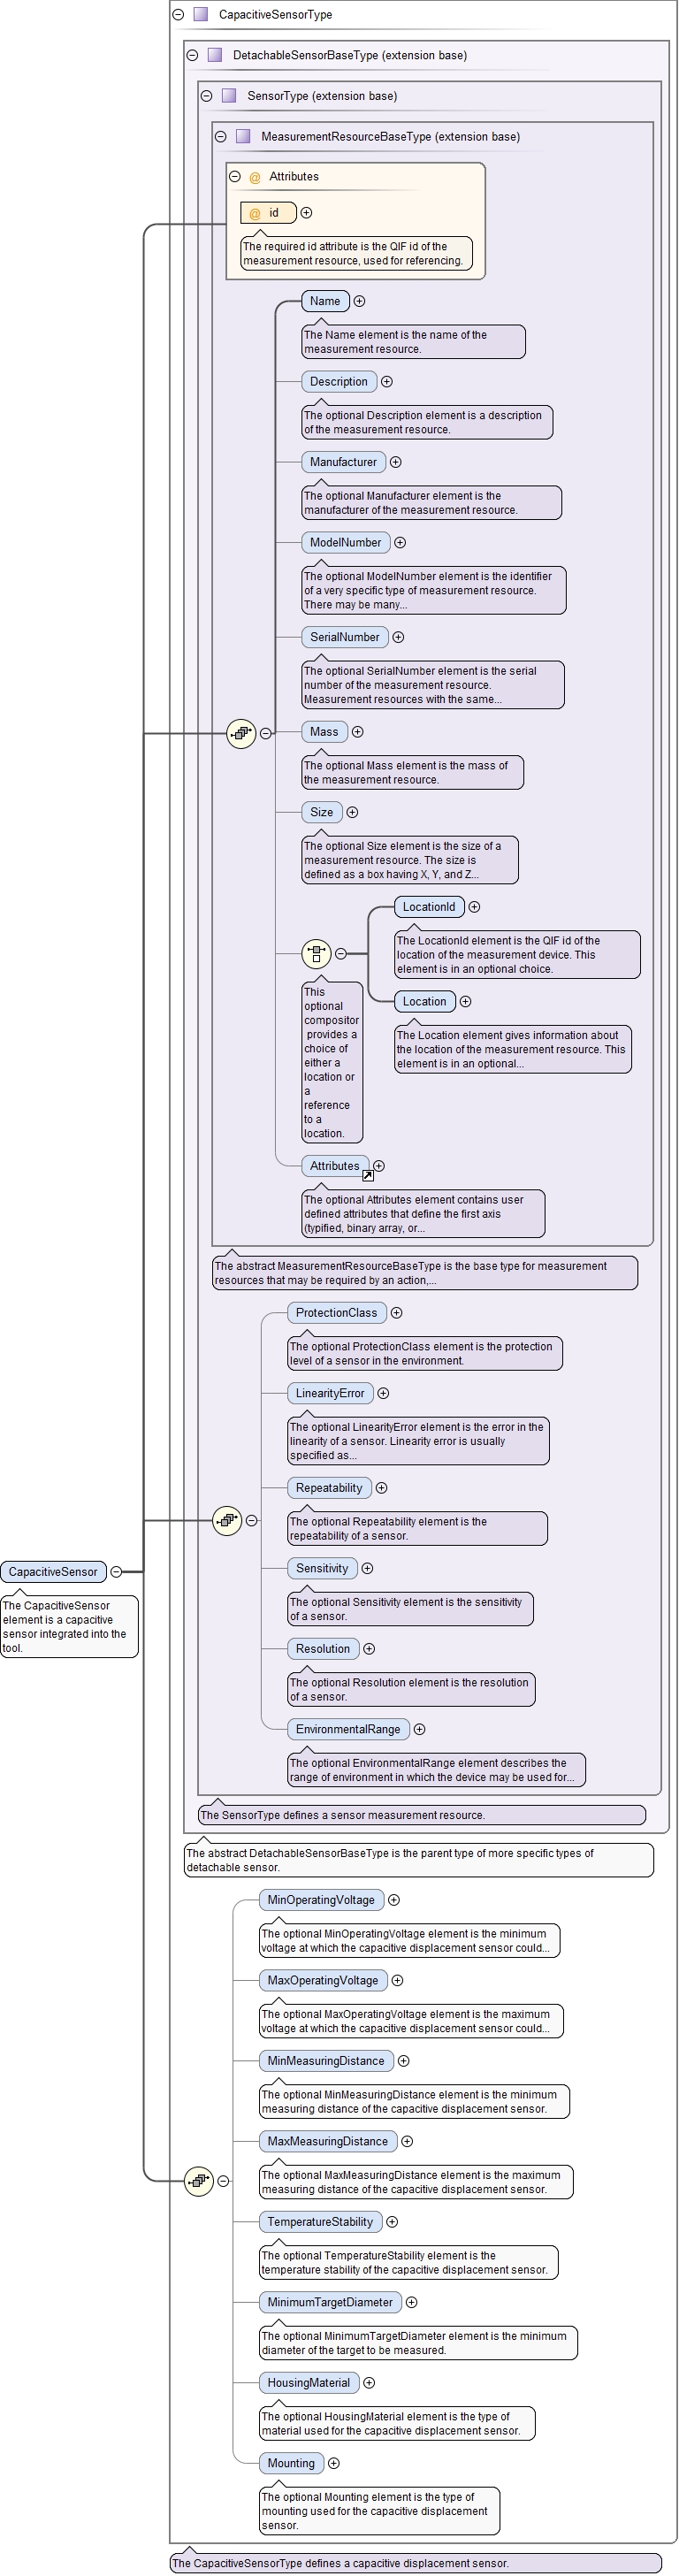 CapacitiveSensorType
DetachableSensorBaseType (extension base)
SensorType (extension base)
MeasurementResourceBaseType (extension base)
@ Attributes
@ id
The required id attribute is the QIF id of the
measurement resource, used for referencing.
Name
The Name element is the name of the
measurement resource.
Description
The optional Description element is a description
of the measurement resource.
Manufacturer
The optional Manufacturer element is the
manufacturer of the measurement resource.
ModelNumber
The optional ModelNumber element is the identifier
of a very specific type of measurement resource.
There may be many...
SerialNumber
The optional SerialNumber element is the serial
number of the measurement resource.
Measurement resources with the same...
Mass
The optional Mass element is the mass of
the measurement resource.
Size
The optional Size element is the size of a
measurement resource. The size is
defined as a box having X, Y, and Z...
LocationId
The LocationId element is the QIF id of the
location of the measurement device. This
element is in an optional choice.
Location
The Location element gives information about
the location of the measurement resource. This
element is in an optional...
This
optional
compositor
provides a
choice of
either a
location or
a
reference
to a
location.
Attributes
The optional Attributes element contains user
defined attributes that define the first axis
(typified, binary array, or...
The abstract MeasurementResourceBaseType is the base type for measurement
resources that may be required by an action,...
ProtectionClass
The optional ProtectionClass element is the protection
level of a sensor in the environment.
LinearityError
The optional LinearityError element is the error in the
linearity of a sensor. Linearity error is usually
specified as...
Repeatability
The optional Repeatability element is the
repeatability of a sensor.
Sensitivity
The optional Sensitivity element is the sensitivity
of a sensor.
Resolution
The optional Resolution element is the resolution
of a sensor.
EnvironmentalRange
The optional EnvironmentalRange element describes the
range of environment in which the device may be used for...
CapacitiveSensor
The CapacitiveSensor
element is a capacitive
sensor integrated into the
tool.
The SensorType defines a sensor measurement resource.
The abstract DetachableSensorBaseType is the parent type of more specific types of
detachable sensor.
MinOperatingVoltage
The optional MinOperatingVoltage element is the minimum
voltage at which the capacitive displacement sensor could...
MaxOperatingVoltage
The optional MaxOperatingVoltage element is the maximum
voltage at which the capacitive displacement sensor could...
MinMeasuringDistance
The optional MinMeasuringDistance element is the minimum
measuring distance of the capacitive displacement sensor.
MaxMeasuringDistance
The optional MaxMeasuringDistance element is the maximum
measuring distance of the capacitive displacement sensor.
TemperatureStability
The optional TemperatureStability element is the
temperature stability of the capacitive displacement sensor.
MinimumTargetDiameter
The optional MinimumTargetDiameter element is the minimum
diameter of the target to be measured.
HousingMaterial
The optional HousingMaterial element is the type of
material used for the capacitive displacement sensor.
Mounting
The optional Mounting element is the type of
mounting used for the capacitive displacement
sensor.
The CapacitiveSensorType defines a capacitive displacement sensor.